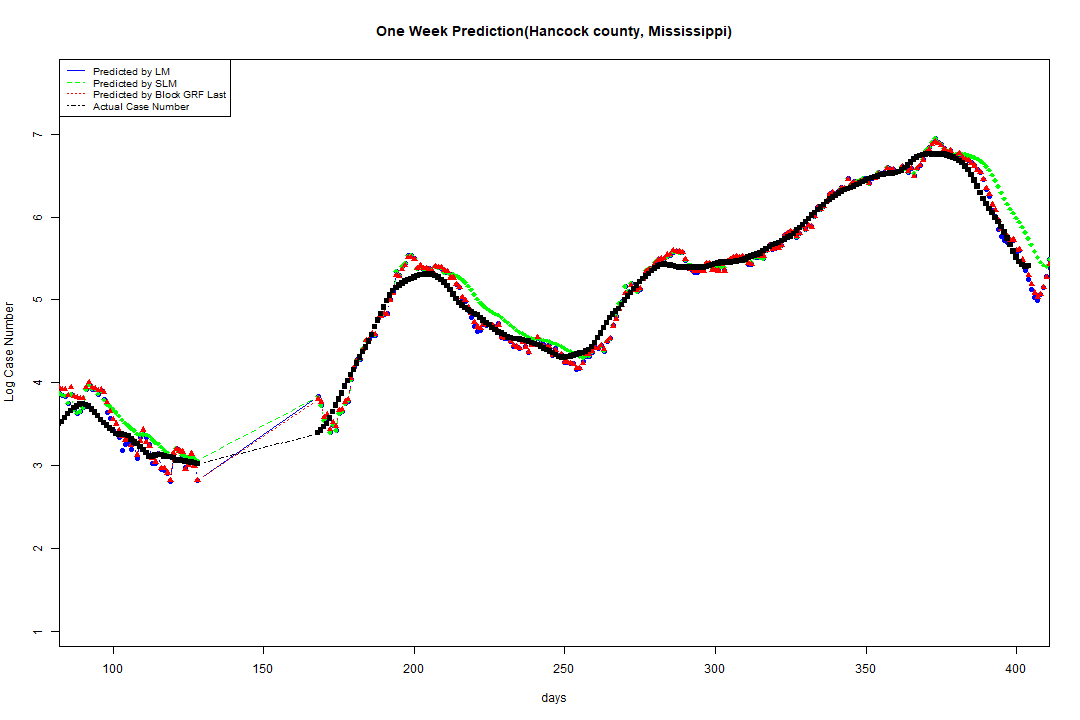 One Week Prediction(Hancock county, Mississippi)
Predicted by LM
Predicted by SLM
Predicted by Block GRF Last
Actual Case Number
7
6
5
4
3
2
1
Log Case Number
100 150 200 250 300 350 400
days